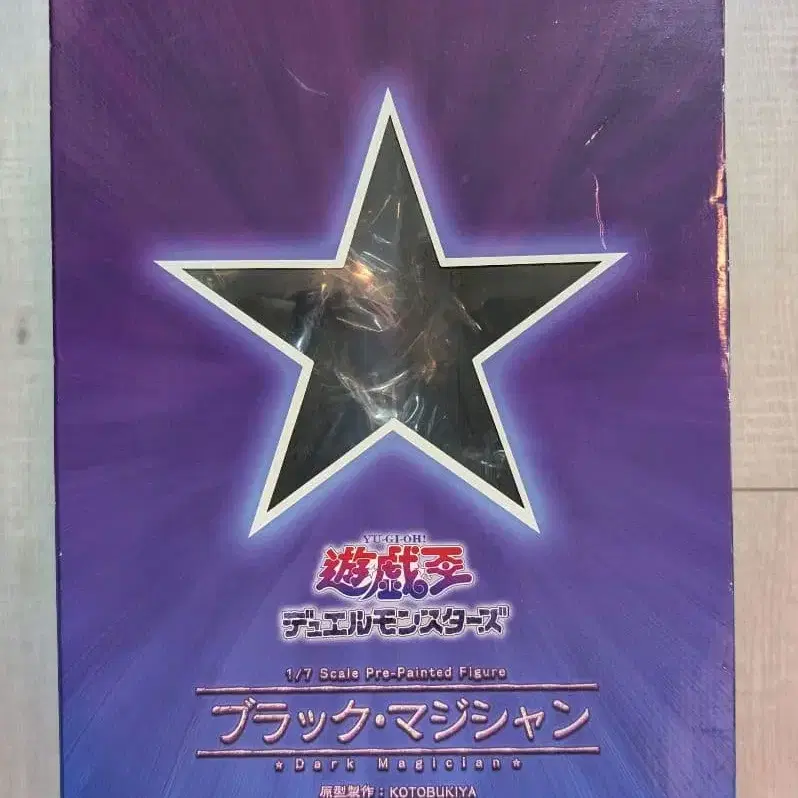 YU-GI-OH!
遊戯王
デュエルモンスターズ
1/7 Scale Pre-Painted Figure
ブラック・マジシャン
★Dark Magician★
原型製作：KOTOBUKIYA